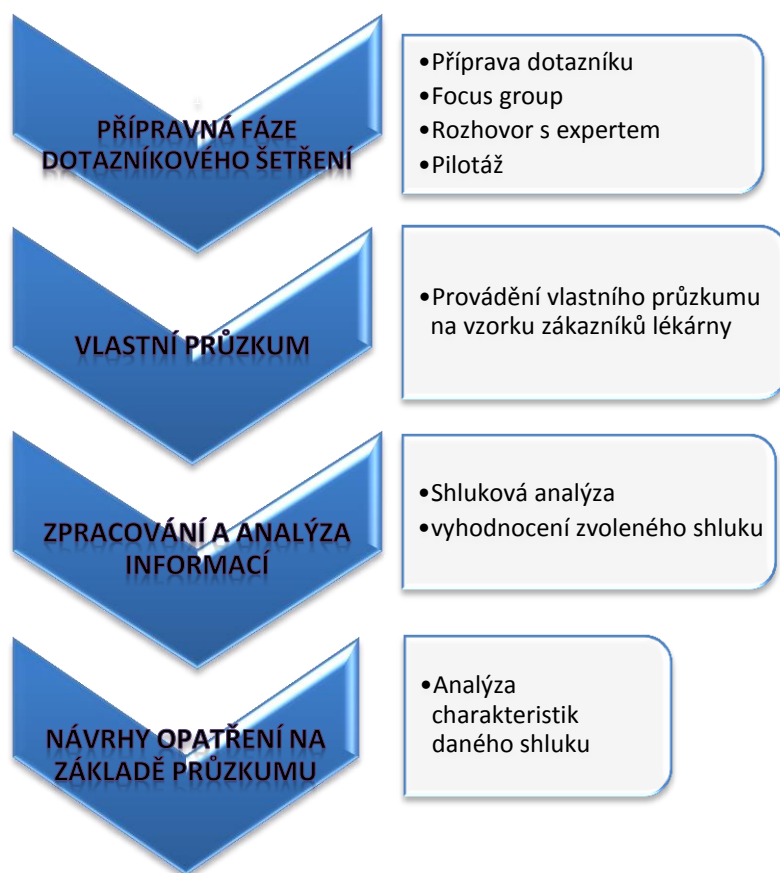 PŘÍPRAVNÁ FÁZE
DOTAZNÍKOVÉHO ŠETŘENÍ
•Příprava dotazníku
•Focus group
•Rozhovor s expertem
•Pilotáž
VLASTNÍ PRŮZKUM
•Provádění vlastního průzkumu
na vzorku zákazníků lékárny
ZPRACOVÁNÍ A ANALÝZA
INFORMACÍ
•Shluková analýza
•vyhodnocení zvoleného shluku
NÁVRHY OPATŘENÍ NA
ZÁKLADĚ PRŮZKUMU
•Analýza
charakteristik
daného shluku